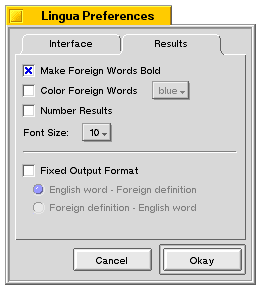 Lingua Preferences
Interface
Results
Make Foreign Words Bold
Color Foreign Words blue
Number Results
Font Size: 10
Fixed Output Format
English word - Foreign definition
Foreign definition - English word
Cancel Okay